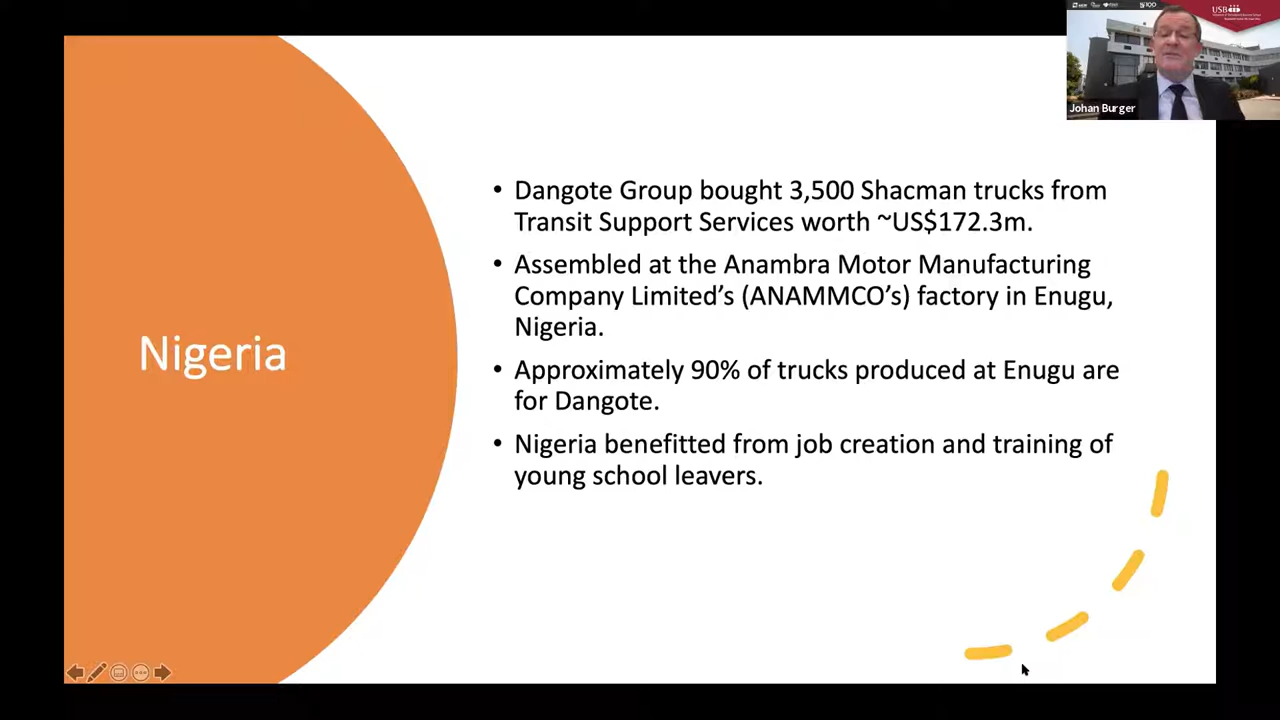 USB
Johan Burger
Nigeria
• Dangote Group bought 3,500 Shacman trucks from
Transit Support Services worth ~US$172.3m.
• Assembled at the Anambra Motor Manufacturing
Company Limited’s (ANAMMCO’s) factory in Enugu,
Nigeria.
• Approximately 90% of trucks produced at Enugu are
for Dangote.
• Nigeria benefitted from job creation and training of
young school leavers.